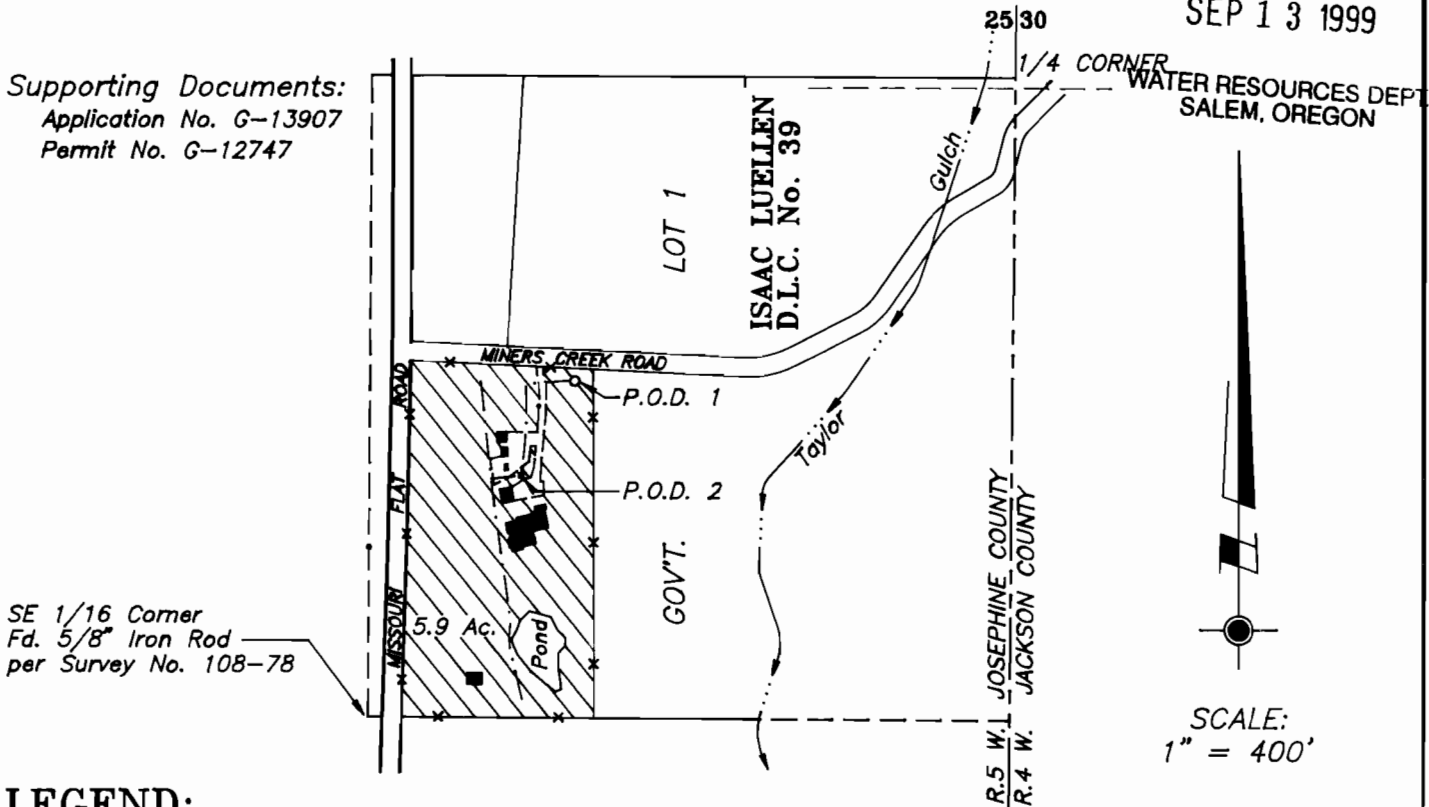 SEP 13 1999
25 30
1/4 CORNER
WATER RESOURCES DEPT
SALEM, OREGON
Supporting Documents:
Application No. G-13907
Permit No. G-12747
LOT 1
ISAAC LUELLEN
D.L.C. No. 39
Gulch
MINERS CREEK ROAD
P.O.D. 1
Taylor
P.O.D. 2
MISSOURI FLAT ROAD
GOV'T.
JOSEPHINE COUNTY
JACKSON COUNTY
SE 1/16 Corner
Fd. 5/8" Iron Rod
per Survey No. 108-78
5.9 Ac.
Pond
R.5 W.
R.4 W.
SCALE:
1" = 400'
LEGEND: